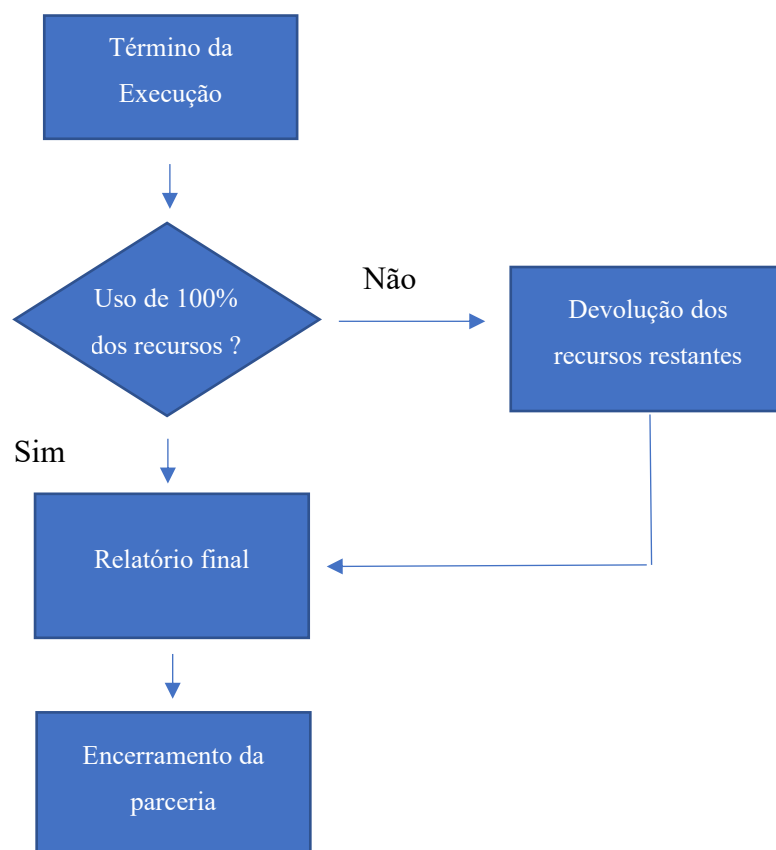 Término da
Execução
Uso de 100%
dos recursos ?
Não
Devolução dos
recursos restantes
Sim
Relatório final
Encerramento da
parceria